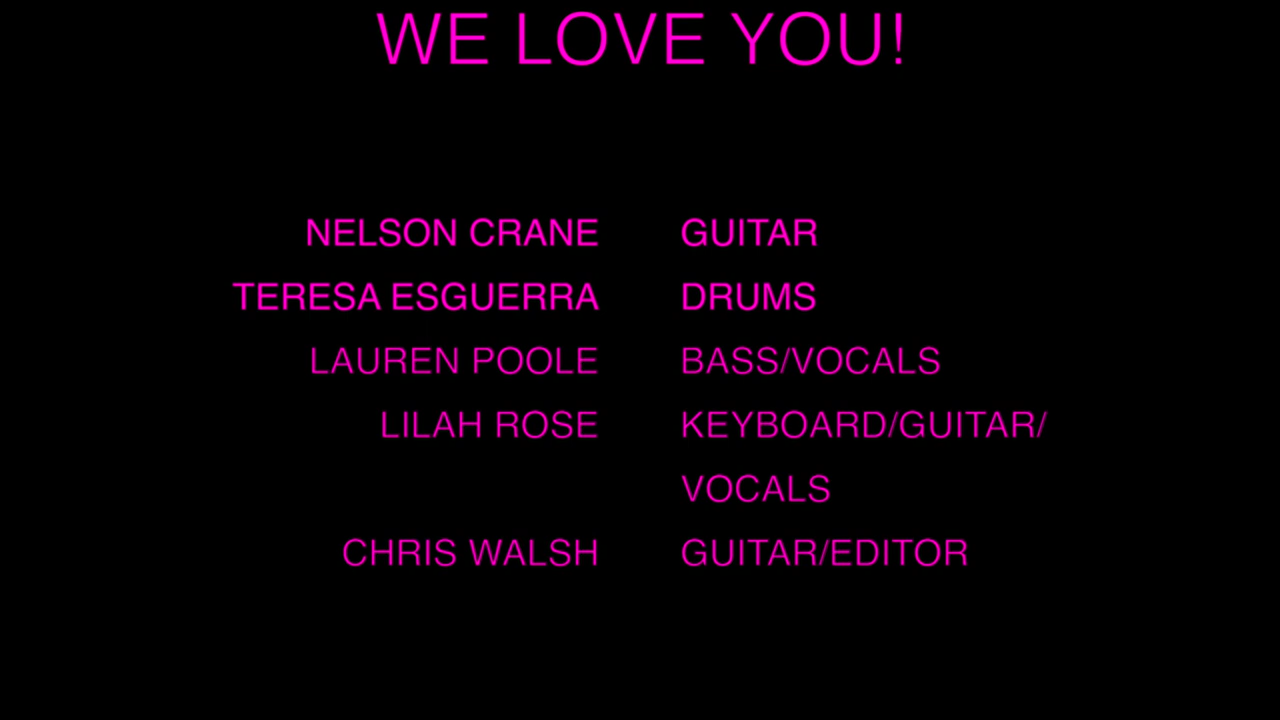 WE LOVE YOU!
NELSON CRANE GUITAR
TERESA ESGUERRA DRUMS
LAUREN POOLE BASS/VOCALS
LILAH ROSE KEYBOARD/GUITAR/
VOCALS
CHRIS WALSH GUITAR/EDITOR